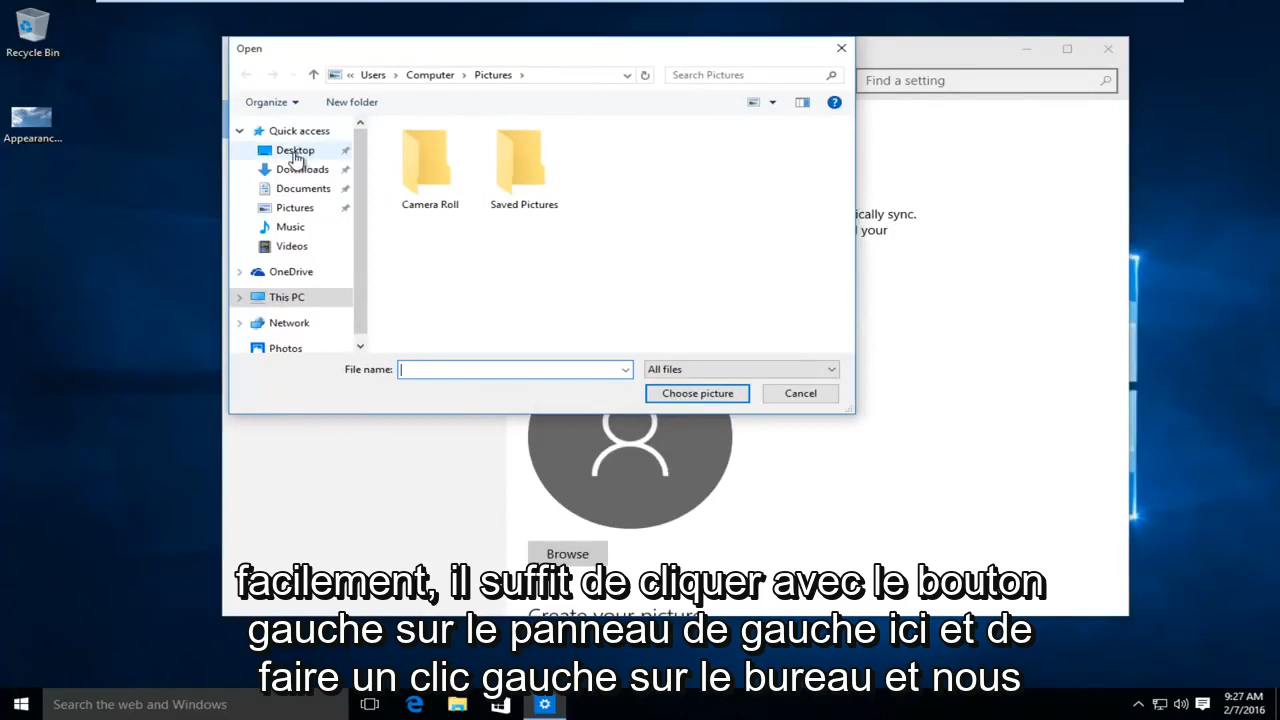 Recycle Bin
Appearanc...
Open
Users
Computer
Pictures
Search Pictures
Find a setting
Organize
New folder
Quick access
Desktop
Downloads
Documents
Pictures
Music
Videos
OneDrive
This PC
Network
Photos
Camera Roll
Saved Pictures
ically sync.
d your
File name:
All files
Choose picture
Cancel
Browse
Create your picture
facilement, il suffit de cliquer avec le bouton
gauche sur le panneau de gauche ici et de
faire un clic gauche sur le bureau et nous
Search the web and Windows
9:27 AM
2/7/2016